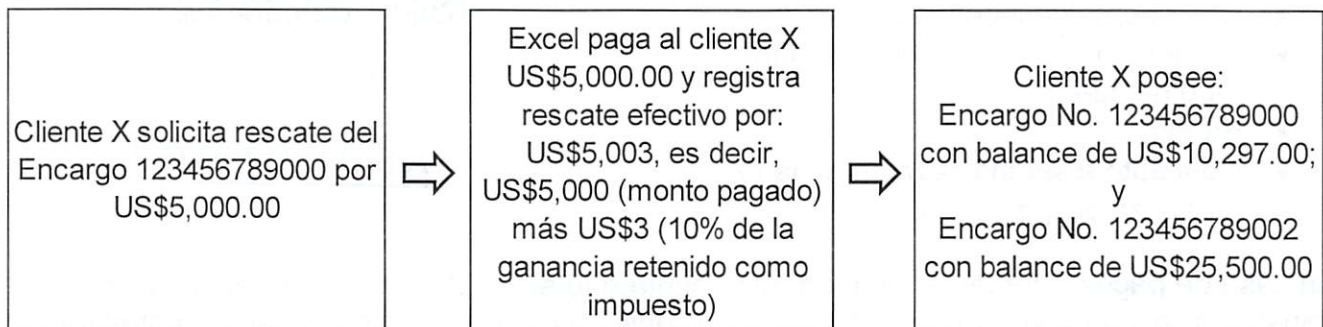 Cliente X solicita rescate del
Encargo 123456789000 por
US$5,000.00
Excel paga al cliente X
US$5,000.00 y registra
rescate efectivo por:
US$5,003, es decir,
US$5,000 (monto pagado)
más US$3 (10% de la
ganancia retenido como
impuesto)
Cliente X posee:
Encargo No. 123456789000
con balance de US$10,297.00;
y
Encargo No. 123456789002
con balance de US$25,500.00